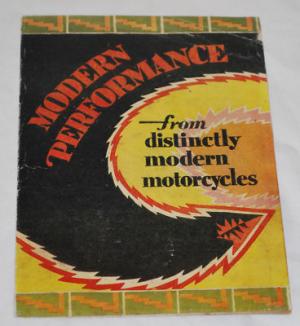 MODERN
PERFORMANCE
—from
distinctly
modern
motorcycles